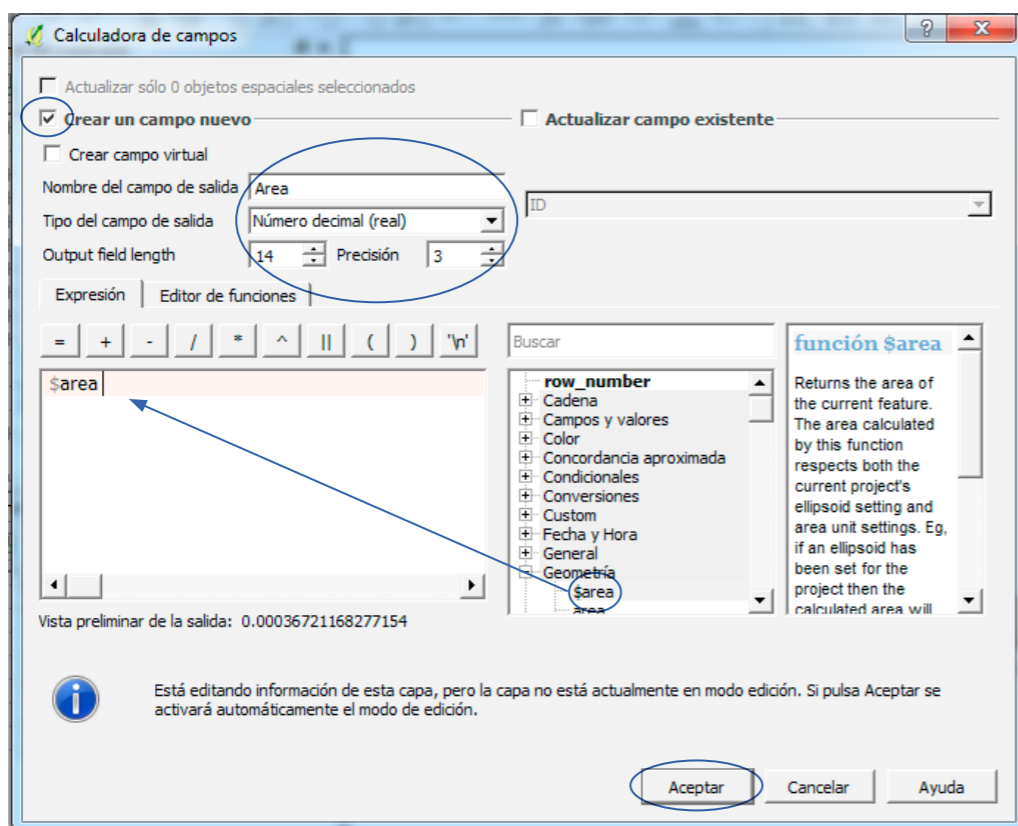 Calculadora de campos
Actualizar sólo 0 objetos espaciales seleccionados
Crear un campo nuevo
Actualizar campo existente
Crear campo virtual
Nombre del campo de salida Area
ID
Tipo del campo de salida Número decimal (real)
Output field length 14 Precisión 3
Expresión Editor de funciones
= + - / * ^ || ( ) '\n'
Buscar
$area
row_number
Cadena
Campos y valores
Color
Concordancia aproximada
Condicionales
Conversiones
Custom
Fecha y Hora
General
Geometría
$area
area
función $area
Returns the area of
the current feature.
The area calculated
by this function
respects both the
current project's
ellipsoid setting and
area unit settings. Eg,
if an ellipsoid has
been set for the
project then the
calculated area will
Vista preliminar de la salida: 0.00036721168277154
Está editando información de esta capa, pero la capa no está actualmente en modo edición. Si pulsa Aceptar se
activará automáticamente el modo de edición.
Aceptar Cancelar Ayuda